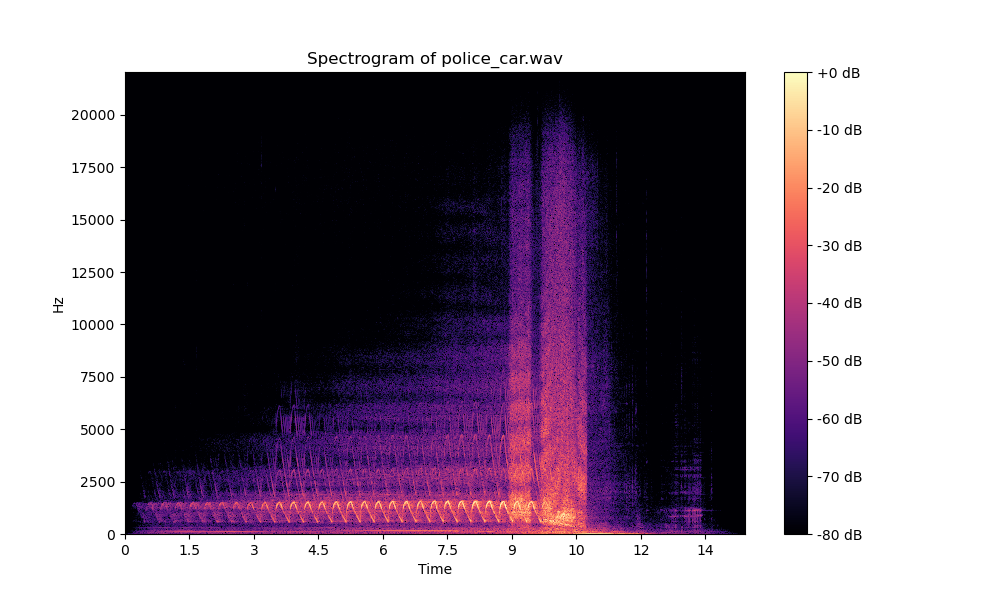 Spectrogram of police_car.wav
Hz
20000
17500
15000
12500
10000
7500
5000
2500
0
0 1.5 3 4.5 6 7.5 9 10 12 14
Time
+0 dB
-10 dB
-20 dB
-30 dB
-40 dB
-50 dB
-60 dB
-70 dB
-80 dB